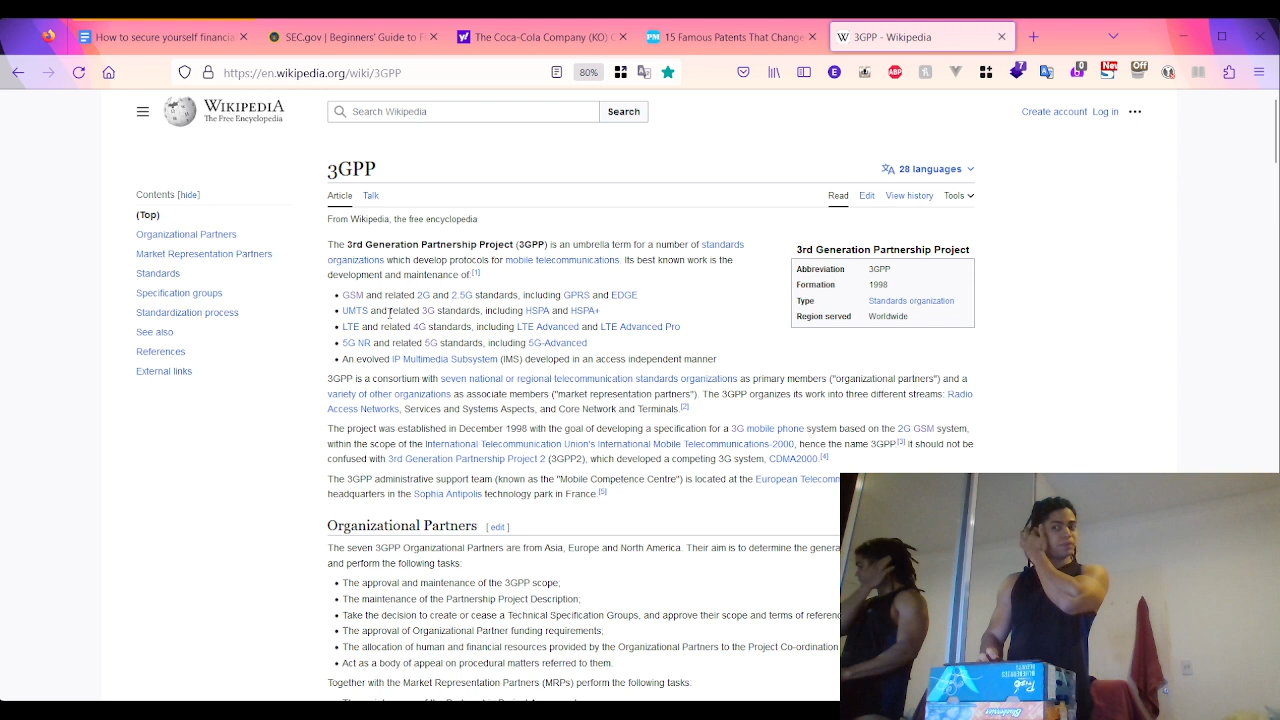 How to secure yourself financia
SEC.gov | Beginners' Guide to F
The Coca-Cola Company (KO) C
15 Famous Patents That Change
3GPP - Wikipedia
https://en.wikipedia.org/wiki/3GPP
80%
New
Off
7
0
ABP
WIKIPEDIA
The Free Encyclopedia
Search Wikipedia
Search
Create account Log in
3GPP
28 languages
Article Talk
Read Edit View history Tools
From Wikipedia, the free encyclopedia
Contents [hide]
(Top)
Organizational Partners
Market Representation Partners
Standards
Specification groups
Standardization process
See also
References
External links
The 3rd Generation Partnership Project (3GPP) is an umbrella term for a number of standards
organizations which develop protocols for mobile telecommunications. Its best known work is the
development and maintenance of:[1]
• GSM and related 2G and 2.5G standards, including GPRS and EDGE
• UMTS and related 3G standards, including HSPA and HSPA+
• LTE and related 4G standards, including LTE Advanced and LTE Advanced Pro
• 5G NR and related 5G standards, including 5G-Advanced
• An evolved IP Multimedia Subsystem (IMS) developed in an access independent manner
3rd Generation Partnership Project
Abbreviation 3GPP
Formation 1998
Type Standards organization
Region served Worldwide
3GPP is a consortium with seven national or regional telecommunication standards organizations as primary members ("organizational partners") and a
variety of other organizations as associate members ("market representation partners"). The 3GPP organizes its work into three different streams: Radio
Access Networks, Services and Systems Aspects, and Core Network and Terminals.[2]
The project was established in December 1998 with the goal of developing a specification for a 3G mobile phone system based on the 2G GSM system,
within the scope of the International Telecommunication Union's International Mobile Telecommunications-2000, hence the name 3GPP.[3] It should not be
confused with 3rd Generation Partnership Project 2 (3GPP2), which developed a competing 3G system, CDMA2000.[4]
The 3GPP administrative support team (known as the "Mobile Competence Centre") is located at the European Telecomm
headquarters in the Sophia Antipolis technology park in France.[5]
Organizational Partners [ edit ]
The seven 3GPP Organizational Partners are from Asia, Europe and North America. Their aim is to determine the genera
and perform the following tasks:
• The approval and maintenance of the 3GPP scope;
• The maintenance of the Partnership Project Description;
• Take the decision to create or cease a Technical Specification Groups, and approve their scope and terms of referenc
• The approval of Organizational Partner funding requirements;
• The allocation of human and financial resources provided by the Organizational Partners to the Project Co-ordination
• Act as a body of appeal on procedural matters referred to them.
Together with the Market Representation Partners (MRPs) perform the following tasks:
BLUEBERRIES